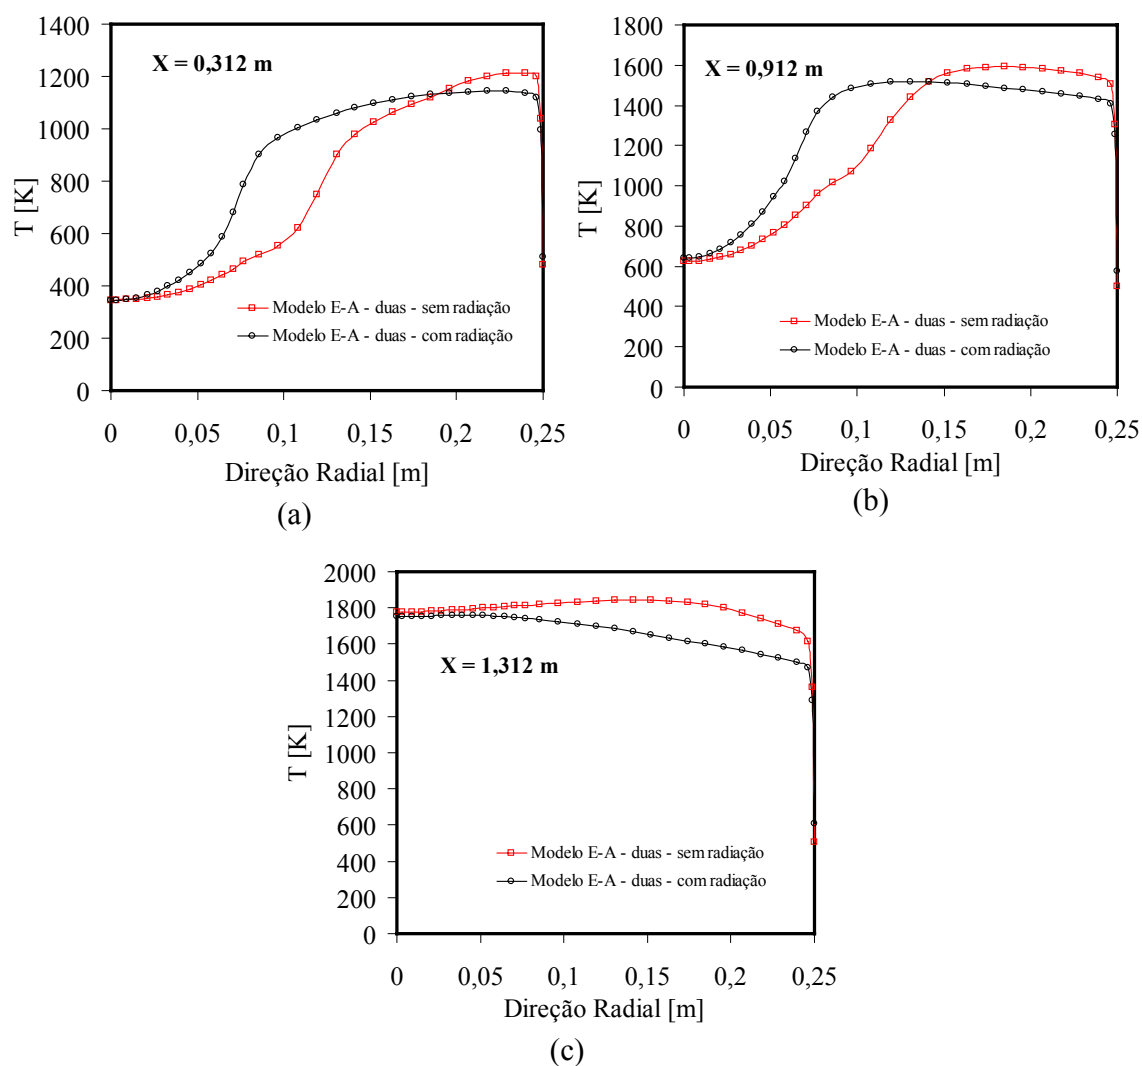 1400
1200
1000
800
600
400
200
0
T [K]
X = 0,312 m
Modelo E-A - duas - sem radiação
Modelo E-A - duas - com radiação
0 0,05 0,1 0,15 0,2 0,25
Direção Radial [m]
(a)
1800
1600
1400
1200
1000
800
600
400
200
0
T [K]
X = 0,912 m
Modelo E-A - duas - sem radiação
Modelo E-A - duas - com radiação
0 0,05 0,1 0,15 0,2 0,25
Direção Radial [m]
(b)
2000
1800
1600
1400
1200
1000
800
600
400
200
0
T [K]
X = 1,312 m
Modelo E-A - duas - sem radiação
Modelo E-A - duas - com radiação
0 0,05 0,1 0,15 0,2 0,25
Direção Radial [m]
(c)